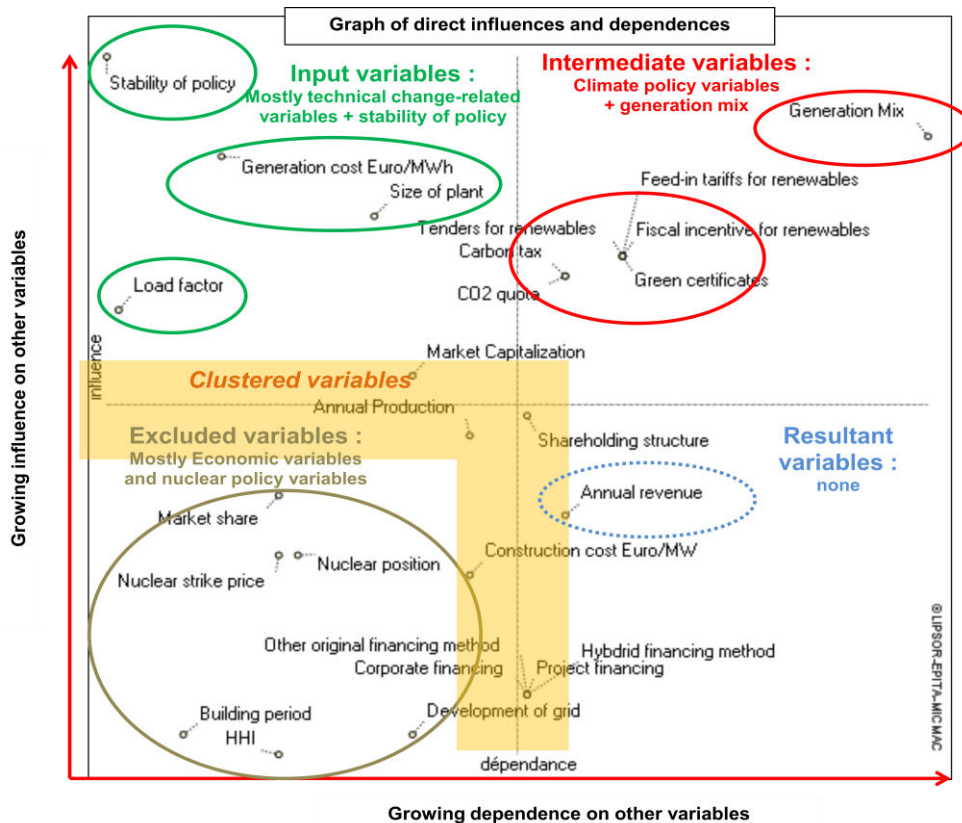 Graph of direct influences and dependences
Stability of policy
Input variables :
Mostly technical change-related
variables + stability of policy
Intermediate variables :
Climate policy variables
+ generation mix
Generation Mix
Generation cost Euro/MWh
Size of plant
Feed-in tariffs for renewables
Tenders for renewables
Fiscal incentive for renewables
Carbon tax
Green certificates
CO2 quota
Load factor
Growing influence on other variables
influence
Market Capitalization
Clustered variables
Annual Production
Shareholding structure
Excluded variables :
Mostly Economic variables
and nuclear policy variables
Resultant
variables :
none
Annual revenue
Market share
Construction cost Euro/MW
Nuclear position
Nuclear strike price
Other original financing method
Hybdrid financing method
Corporate financing
Project financing
Building period
Development of grid
HHI
dépendance
©LIPSOR-EPITA-MICMAC
Growing dependence on other variables